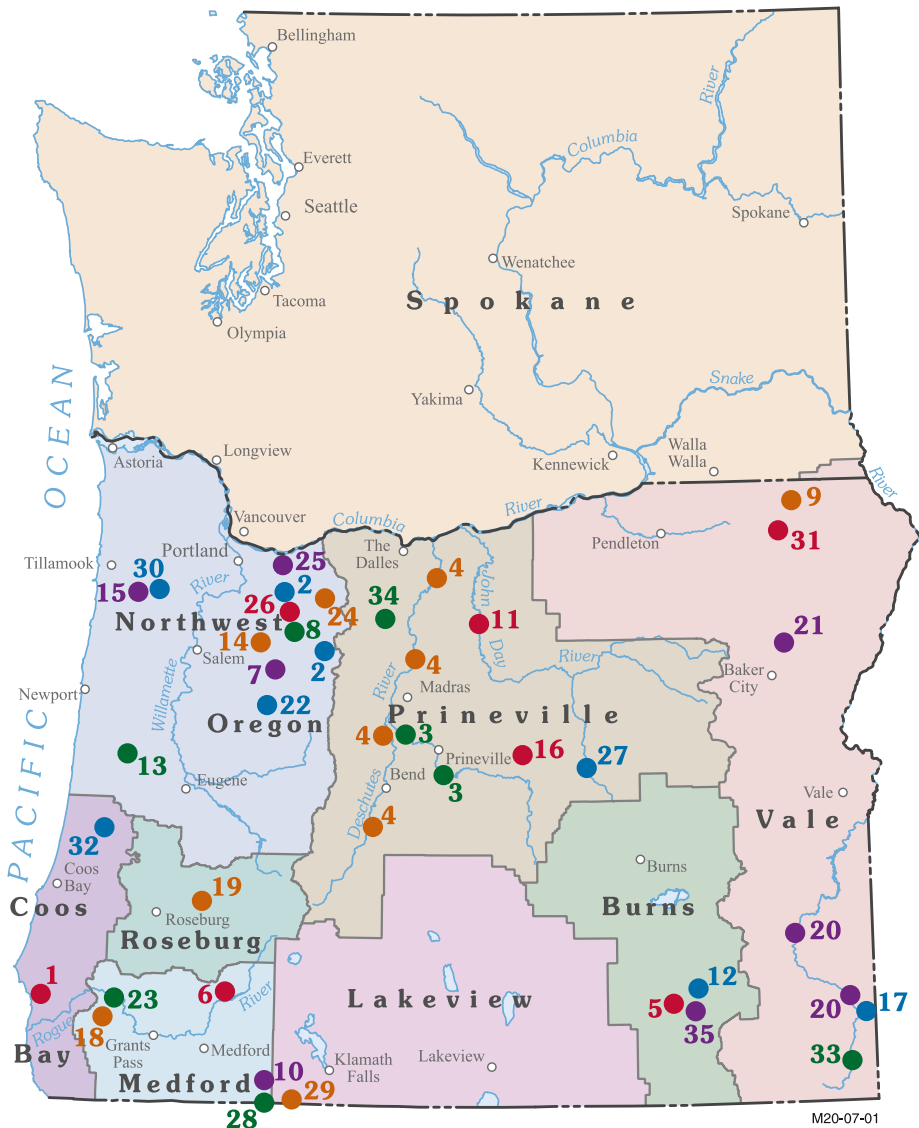 Bellingham
River
Columbia
Everett
Seattle
Spokane
Wenatchee
Tacoma
Spokane
Olympia
OCEAN
Snake
Yakima
Walla
Walla
Astoria
Longview
Kennewick
River
River
9
Vancouver
Columbia
31
Pendleton
The
Dalles
Portland
Tillamook
25
30
15
River
2
4
John
26
24
34
Northwest
8
11
14
21
Salem
2
Day
River
7
4
Baker
City
Newport
Willamette
River
Madras
22
Oregon
Prineville
4
3
13
Prineville
16
27
3
PACIFIC
Eugene
Bend
Vale
Deschutes
Vale
32
4
Coos
Bay
Burns
19
Coos
Roseburg
Burns
Roseburg
20
1
23
6
River
Lakeview
12
20
17
5
35
Rogue
18
Grants
Pass
Medford
Bay
33
Klamath
Falls
Lakeview
10
Medford
29
28
M20-07-01